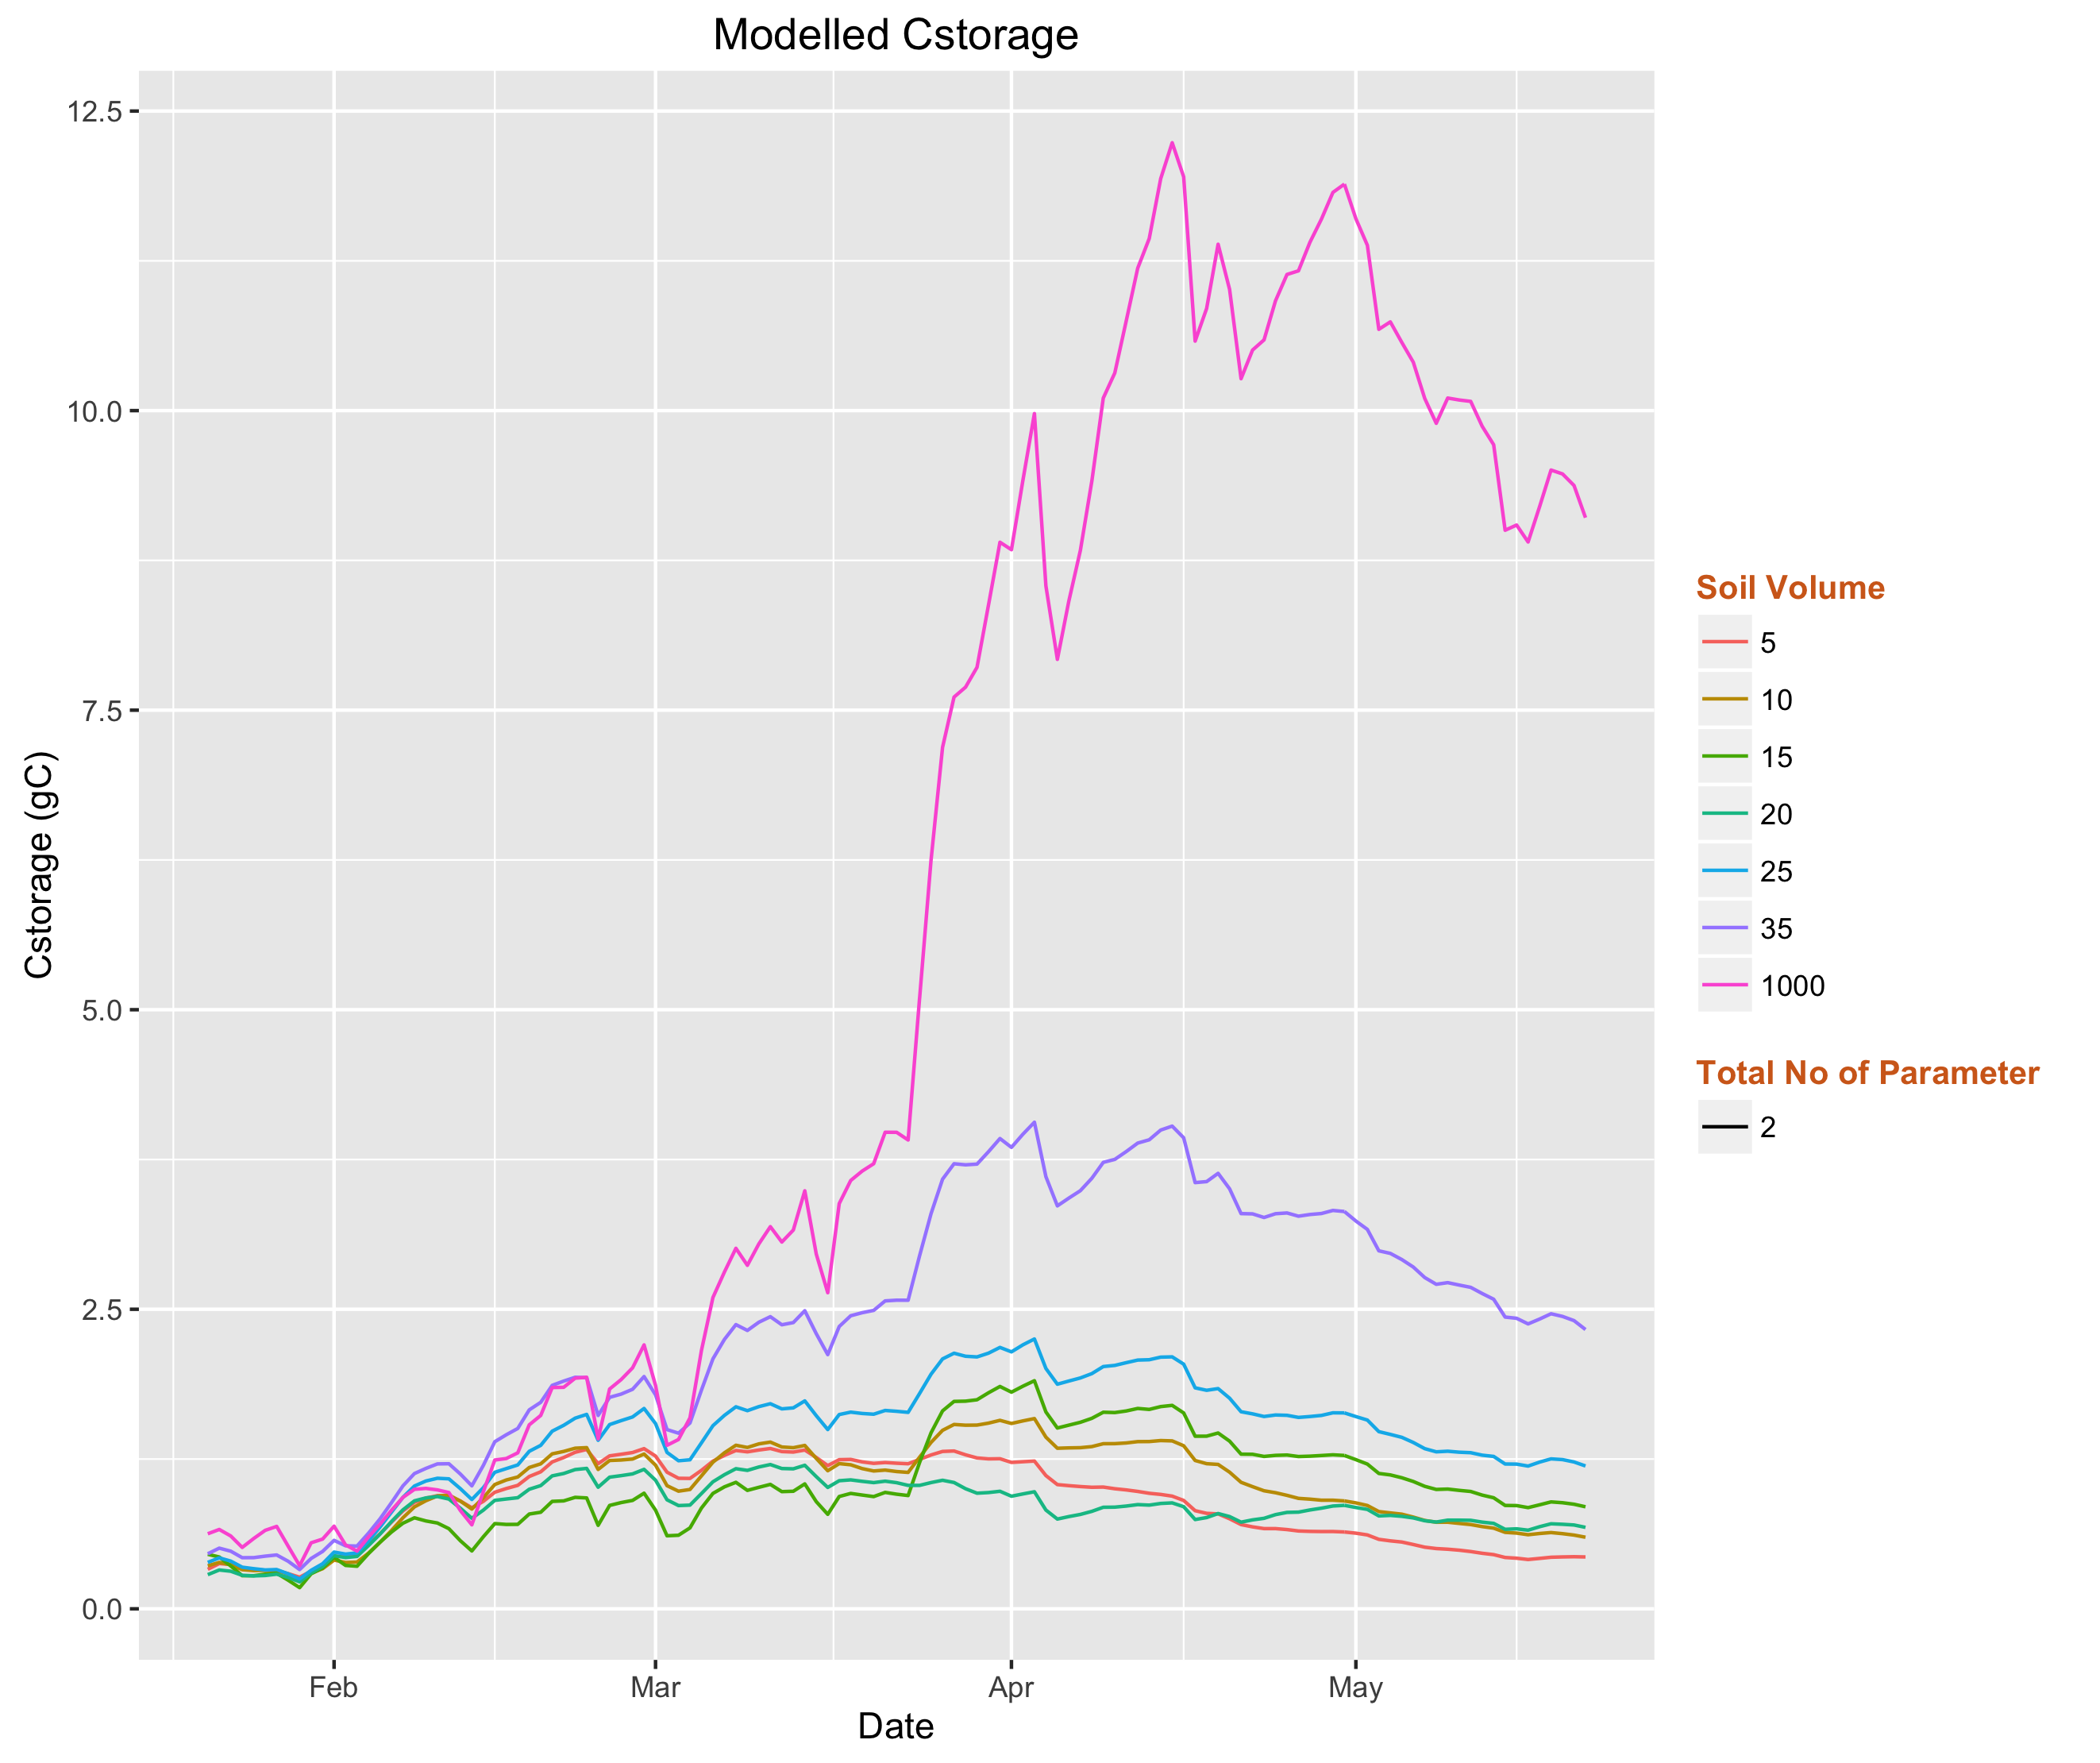 Modelled Cstorage
12.5
10.0
7.5
5.0
2.5
0.0
Cstorage (gC)
Feb Mar Apr May
Date
Soil Volume
5
10
15
20
25
35
1000
Total No of Parameter
2